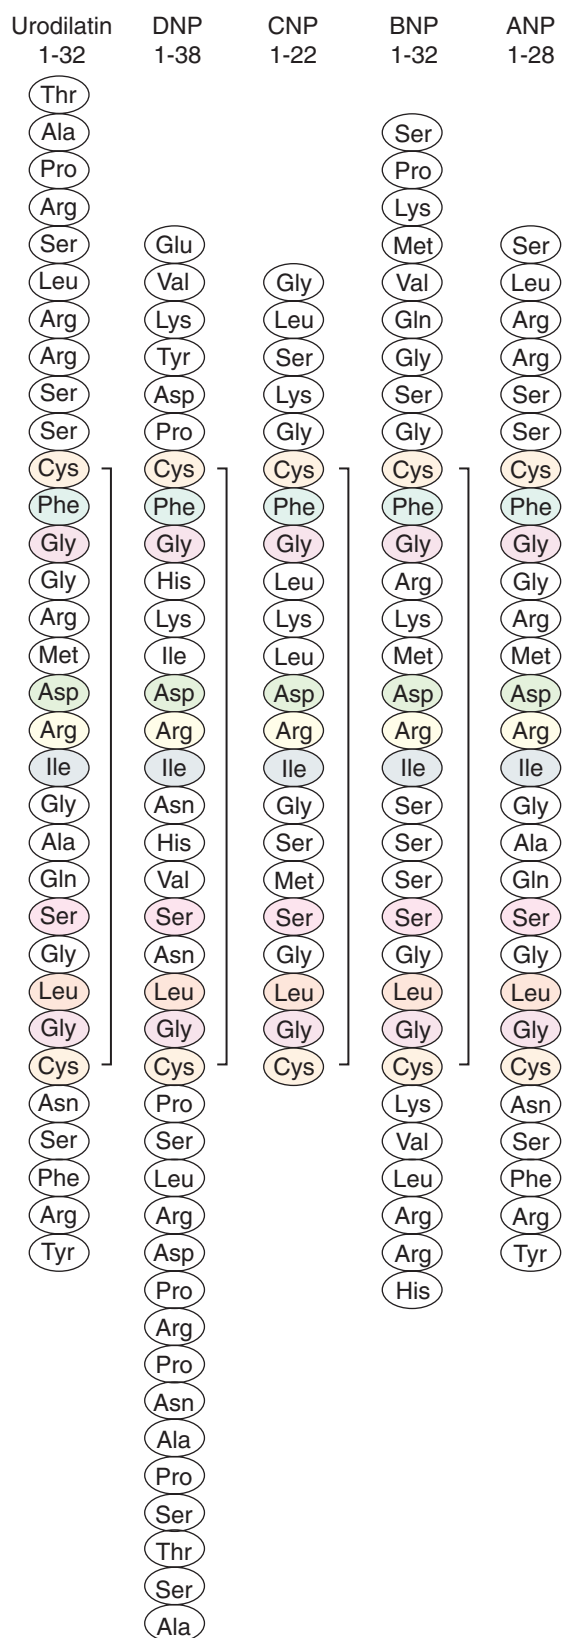 Urodilatin
1-32
Thr
Ala
Pro
Arg
Ser
Leu
Arg
Arg
Ser
Ser
Cys
Phe
Gly
Gly
Arg
Met
Asp
Arg
Ile
Gly
Ala
Gln
Ser
Gly
Leu
Gly
Cys
Asn
Ser
Phe
Arg
Tyr
DNP
1-38
Glu
Val
Lys
Tyr
Asp
Pro
Cys
Phe
Gly
His
Lys
Ile
Asp
Arg
Ile
Asn
His
Val
Ser
Asn
Leu
Gly
Cys
Pro
Ser
Leu
Arg
Asp
Pro
Arg
Pro
Asn
Ala
Pro
Ser
Thr
Ser
Ala
CNP
1-22
Gly
Leu
Ser
Lys
Gly
Cys
Phe
Gly
Leu
Lys
Leu
Asp
Arg
Ile
Gly
Ser
Met
Ser
Gly
Leu
Gly
Cys
BNP
1-32
Ser
Pro
Lys
Met
Val
Gln
Gly
Ser
Gly
Cys
Phe
Gly
Arg
Lys
Met
Asp
Arg
Ile
Ser
Ser
Ser
Ser
Gly
Leu
Gly
Cys
Lys
Val
Leu
Arg
Arg
His
ANP
1-28
Ser
Leu
Arg
Arg
Ser
Ser
Cys
Phe
Gly
Gly
Arg
Met
Asp
Arg
Ile
Gly
Ala
Gln
Ser
Gly
Leu
Gly
Cys
Asn
Ser
Phe
Arg
Tyr